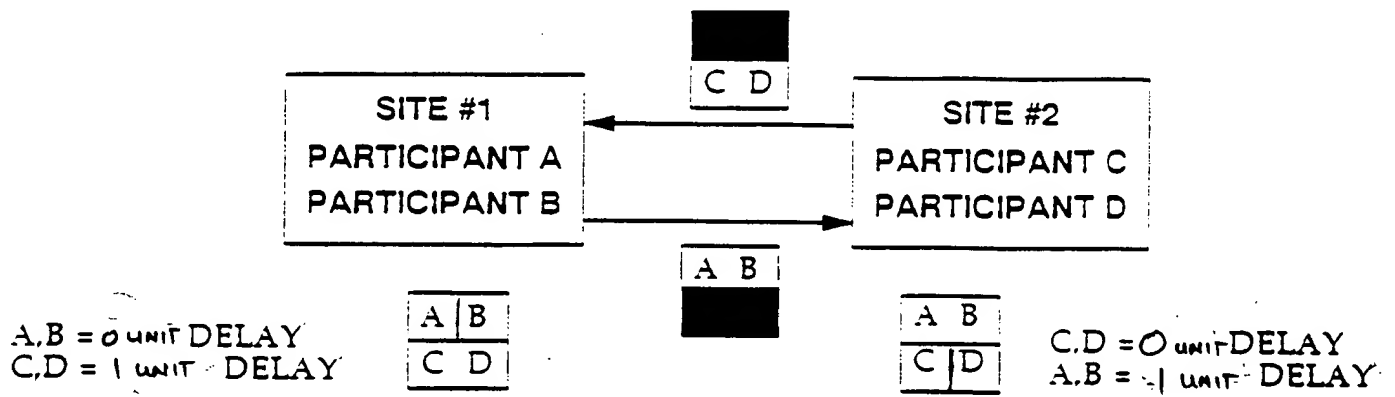 C D
SITE #1
PARTICIPANT A
PARTICIPANT B
SITE #2
PARTICIPANT C
PARTICIPANT D
A B
A B
C D
A B
C D
A,B = 0 UNIT DELAY
C,D = 1 UNIT DELAY
C,D = 0 UNIT DELAY
A,B = 1 UNIT DELAY